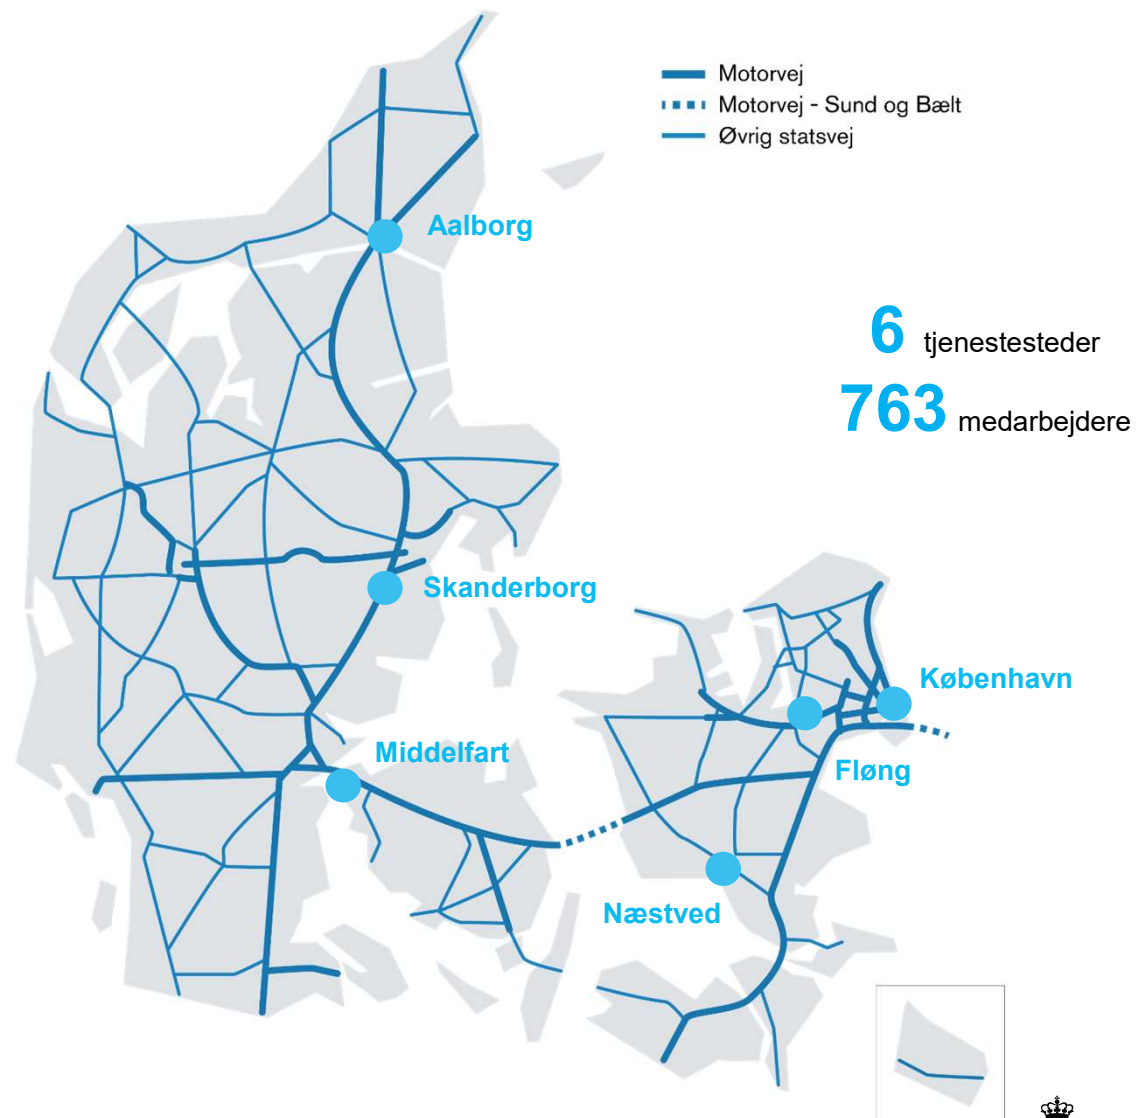 Motorvej
Motorvej - Sund og Bælt
Øvrig statsvej
Aalborg
6 tjenestesteder
763 medarbejdere
Skanderborg
København
Middelfart
Fløng
Næstved